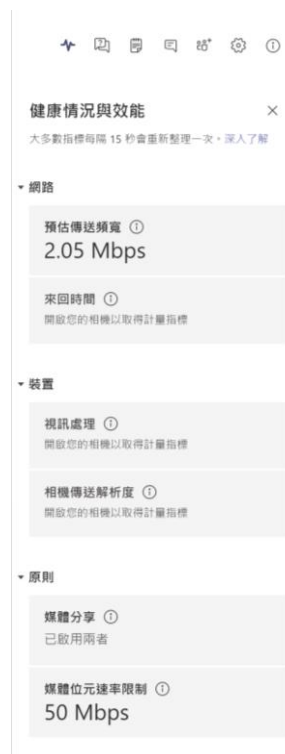 健康情況與效能
大多數指標每隔 15 秒會重新整理一次。深入了解
網路
預估傳送頻寬
2.05 Mbps
來回時間
開啟您的相機以取得計量指標
裝置
視訊處理
開啟您的相機以取得計量指標
相機傳送解析度
開啟您的相機以取得計量指標
原則
媒體分享
已啟用兩者
媒體位元速率限制
50 Mbps